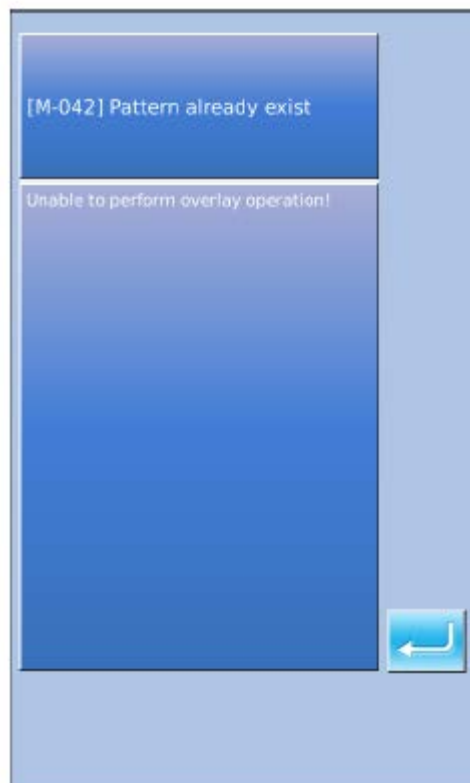 [M-042] Pattern already exist
Unable to perform overlay operation!